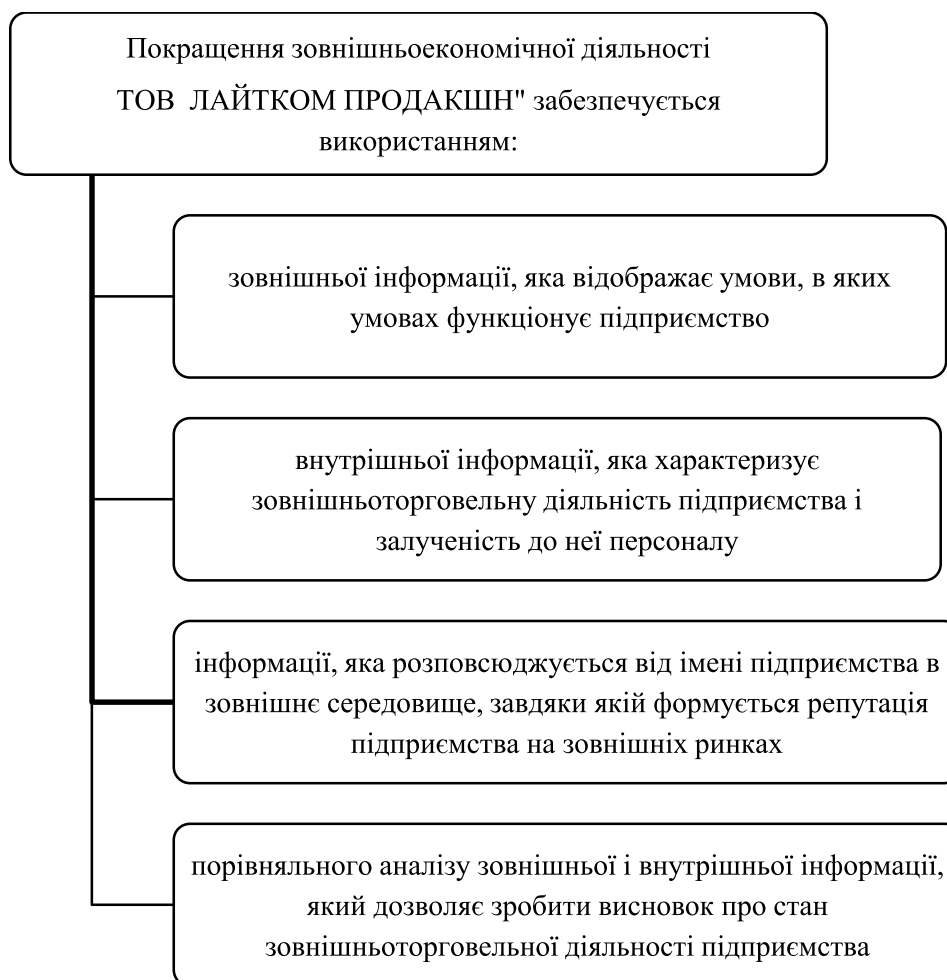 Покращення зовнішньоекономічної діяльності
ТОВ ЛАЙТКОМ ПРОДАКШН" забезпечується
використанням:
зовнішньої інформації, яка відображає умови, в яких
умовах функціонує підприємство
внутрішньої інформації, яка характеризує
зовнішньоторговельну діяльність підприємства і
залученість до неї персоналу
інформації, яка розповсюджується від імені підприємства в
зовнішнє середовище, завдяки якій формується репутація
підприємства на зовнішніх ринках
порівняльного аналізу зовнішньої і внутрішньої інформації,
який дозволяє зробити висновок про стан
зовнішньоторговельної діяльності підприємства